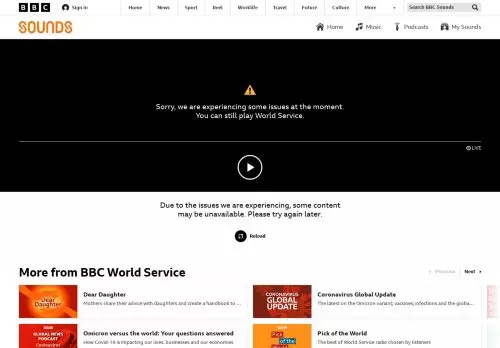 BBC
Sign in
Home
News
Sport
Reel
Worklife
Travel
Future
Culture
More
Search BBC Sounds
SOUNDS
Home
Music
Podcasts
My Sounds
Sorry, we are experiencing some issues at the moment.
You can still play World Service.
LIVE
Due to the issues we are experiencing, some content
may be unavailable. Please try again later.
Reload
More from BBC World Service
Previous
Next
Dear Daughter
Dear Daughter
Mothers share their advice with daughters and create a handbook to ...
CORONAVIRUS
GLOBAL
UPDATE
Coronavirus Global Update
The latest on the Omicron variant; vaccines, infections and the globa...
GLOBAL NEWS
PODCAST
Coronavirus
Omicron versus the world: Your questions answered
How Covid-19 is impacting our lives, businesses and our economies
Pick
of the
World
Pick of the World
The best of World Service radio chosen by listeners